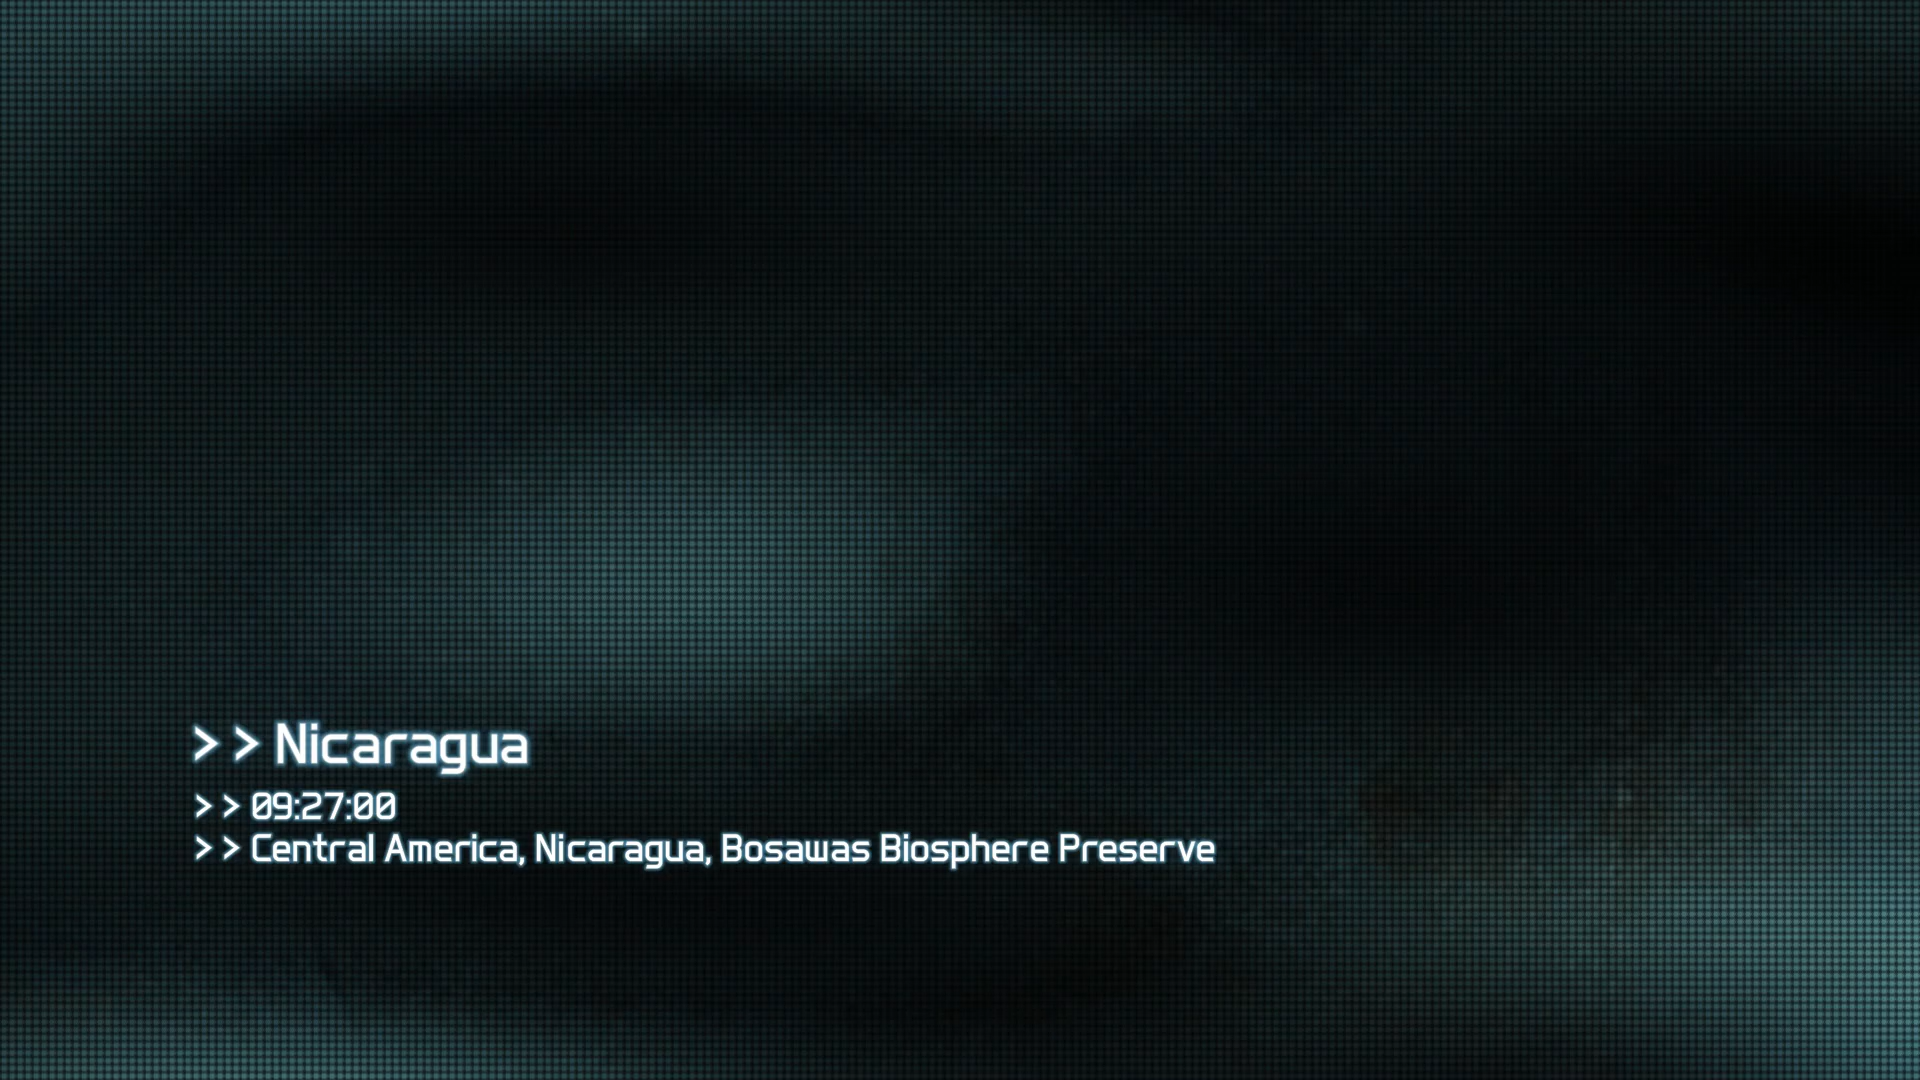 >> Nicaragua
>> 09:27:00
>> Central America, Nicaragua, Bosawas Biosphere Preserve